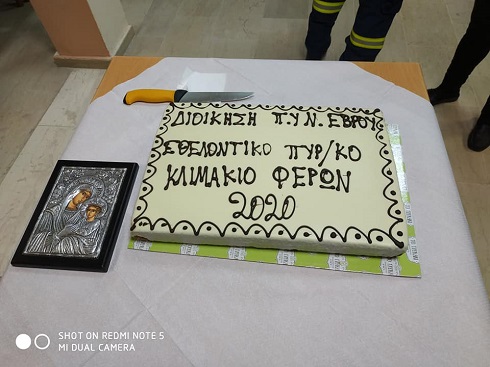 ΔΙΟΙΚΗΣΗ Π.Υ Ν. ΕΒΡΟΥ
ΕΘΕΛΟΝΤΙΚΟ ΠΥΡ/ΚΟ
ΚΛΙΜΑΚΙΟ ΦΕΡΩΝ
2020
SHOT ON REDMI NOTE 5
MI DUAL CAMERA